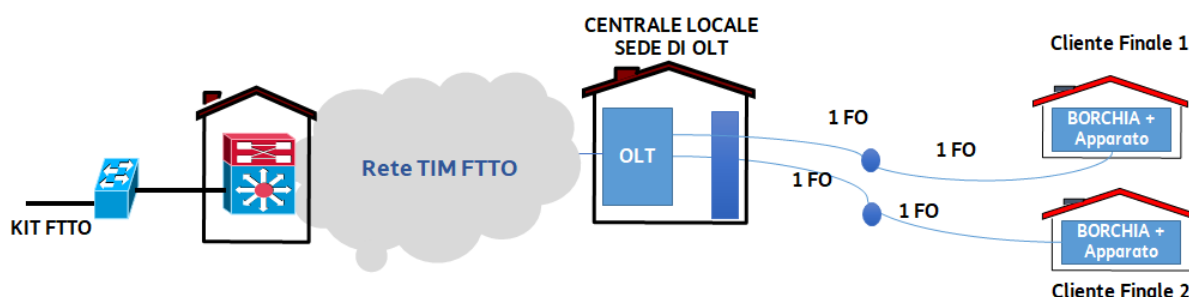 CENTRALE LOCALE
SEDE DI OLT
Cliente Finale 1
1 FO
BORCHIA +
Apparato
1 FO
OLT
Rete TIM FTTO
1 FO
1 FO
KIT FTTO
BORCHIA +
Apparato
Cliente Finale 2